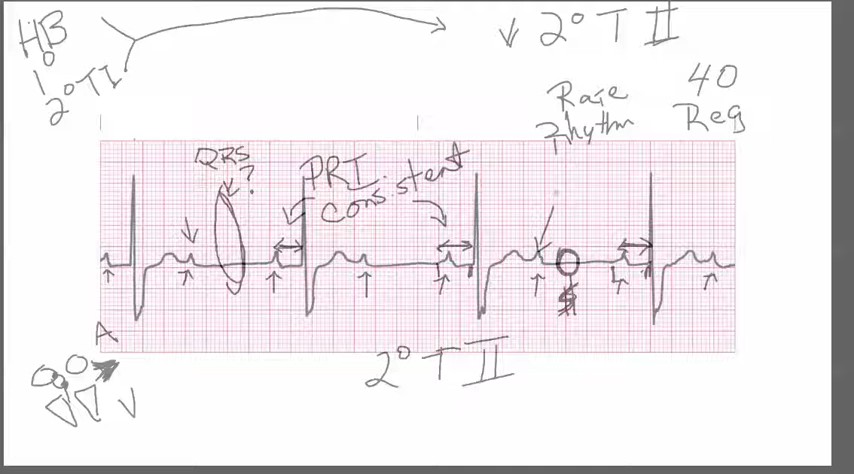 HB
1°
2° T I
↓ 2° T II
Rate 40
Rhythm Reg
QRS
?
PRI
consistent
A
$
2° T II
V